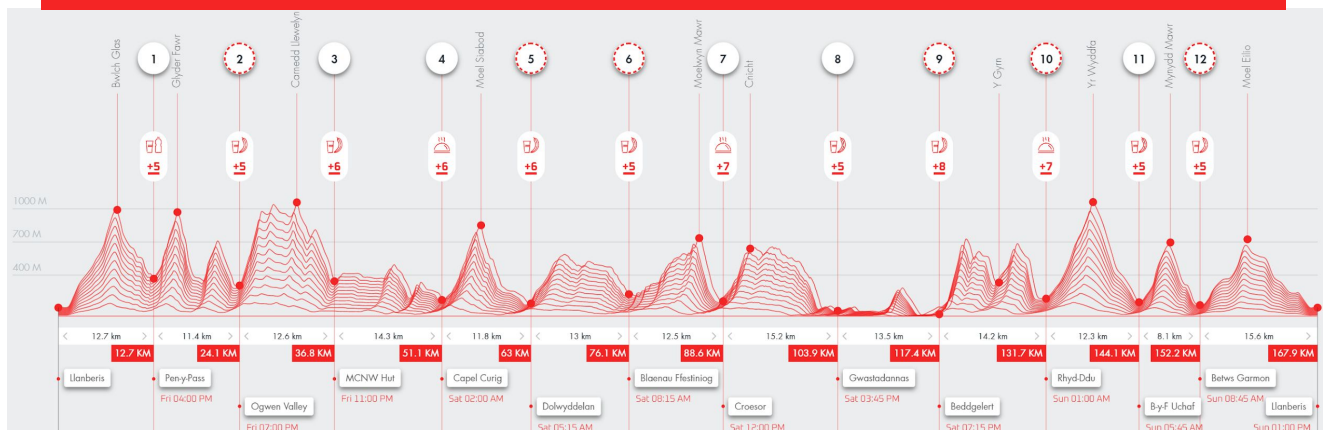 Bwlch Glas
1
Glyder Fawr
2
Carnedd Llewelyn
3
4
Moel Siabod
5
6
Moelwyn Mawr
7
Cnicht
8
9
Y Gyrn
10
Yr Wyddfa
11
Mynydd Mawr
12
Moel Eilio
+5
+5
+6
+6
+6
+5
+7
+5
+8
+7
+5
+5
1000 M
700 M
400 M
12.7 km
11.4 km
12.6 km
14.3 km
11.8 km
13 km
12.5 km
15.2 km
13.5 km
14.2 km
12.3 km
8.1 km
15.6 km
12.7 KM
24.1 KM
36.8 KM
51.1 KM
63 KM
76.1 KM
88.6 KM
103.9 KM
117.4 KM
131.7 KM
144.1 KM
152.2 KM
167.9 KM
Llanberis
Pen-y-Pass
Fri 04:00 PM
Ogwen Valley
Fri 07:00 PM
MCNW Hut
Fri 11:00 PM
Capel Curig
Sat 02:00 AM
Dolwyddelan
Sat 05:15 AM
Blaenau Ffestiniog
Sat 08:15 AM
Croesor
Sat 12:00 PM
Gwastadannas
Sat 03:45 PM
Beddgelert
Sat 07:15 PM
Rhyd-Ddu
Sun 01:00 AM
B-y-F Uchaf
Sun 05:45 AM
Betws Garmon
Sun 08:45 AM
Llanberis
Sun 01:00 PM